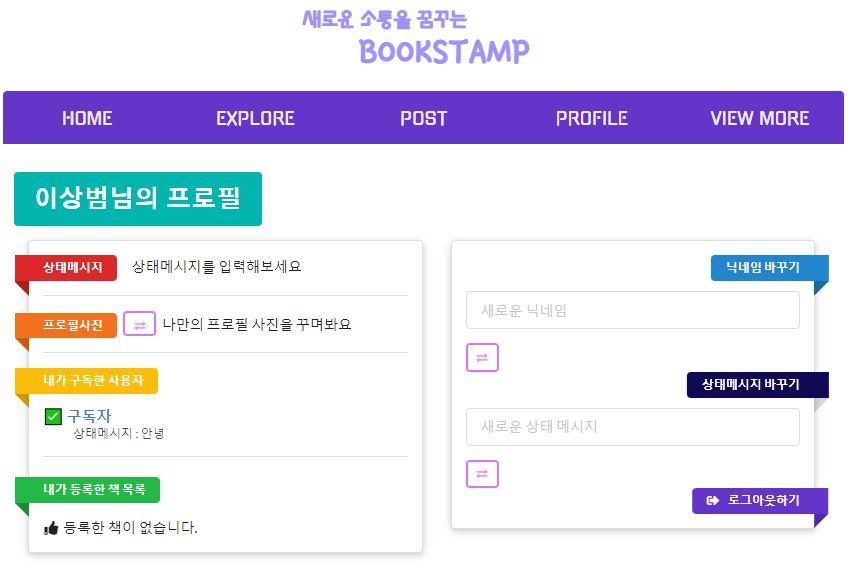 새로운 소통을 꿈꾸는
BOOKSTAMP
HOME EXPLORE POST PROFILE VIEW MORE
이상범님의 프로필
상태메시지 상태메시지를 입력해보세요
프로필사진 나만의 프로필 사진을 꾸며봐요
내가 구독한 사용자
구독자
상태메시지 : 안녕
내가 등록한 책 목록
등록한 책이 없습니다.
닉네임 바꾸기
새로운 닉네임
상태메시지 바꾸기
새로운 상태 메시지
로그아웃하기